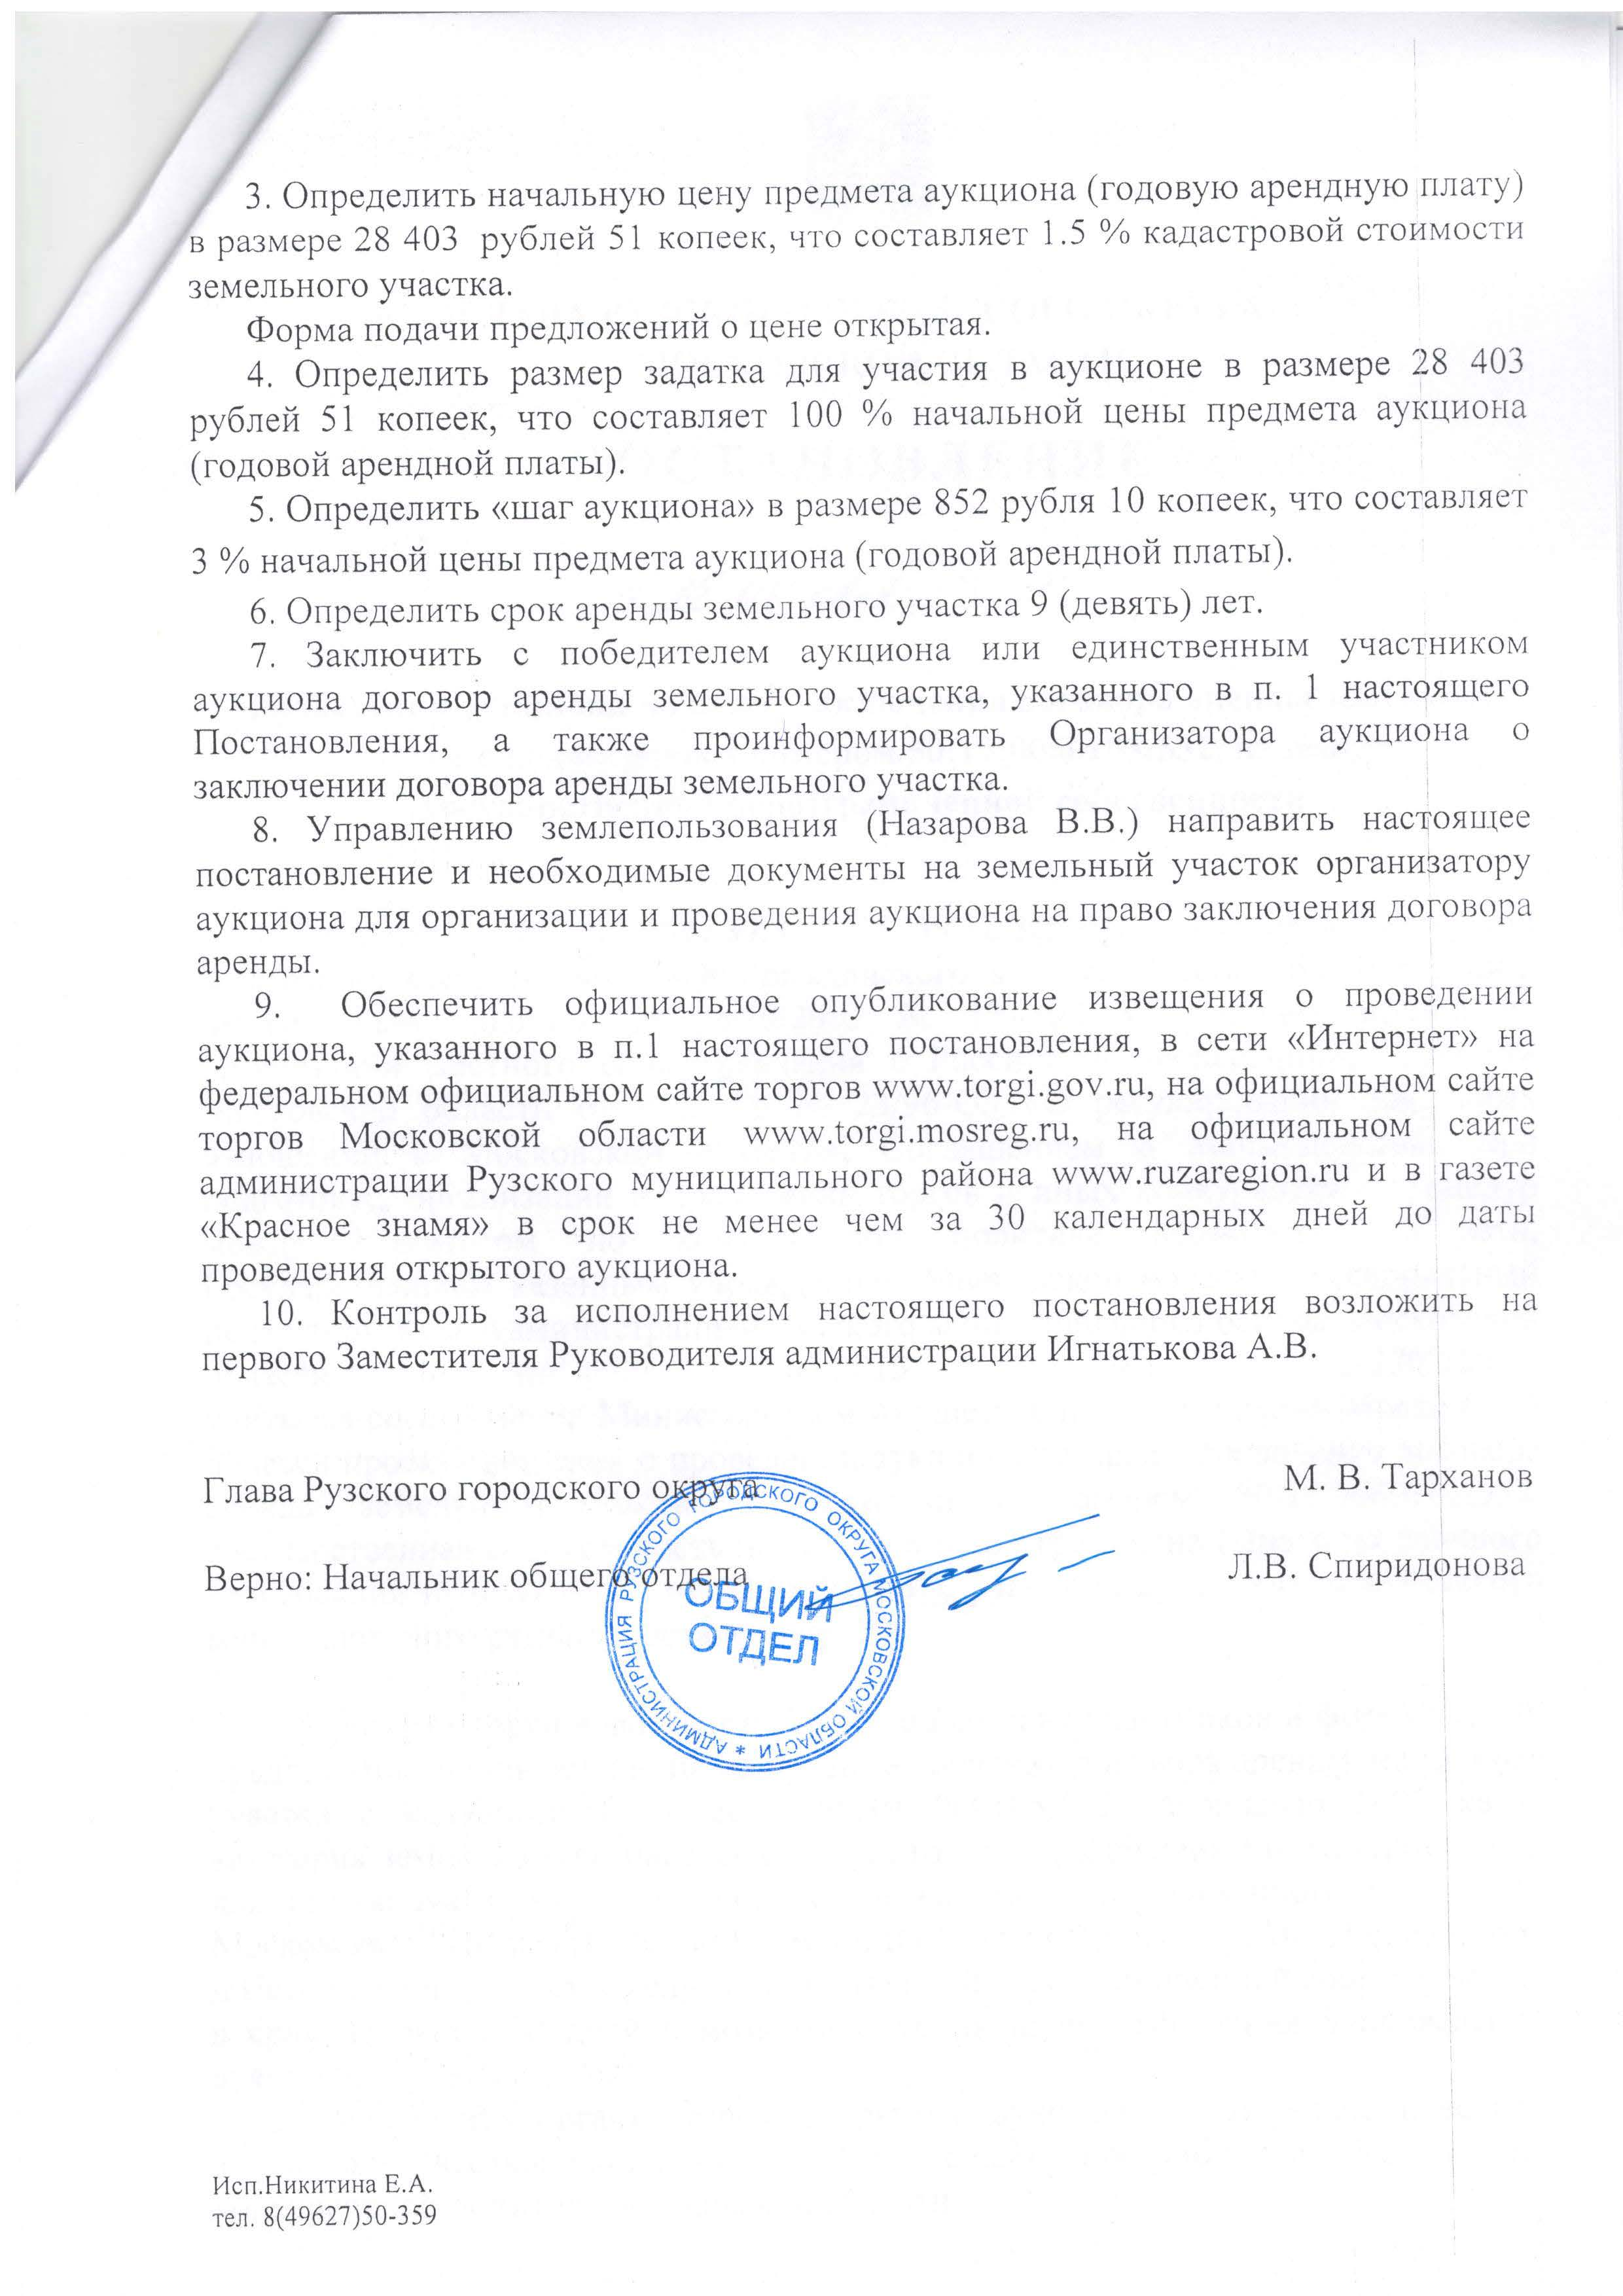 3. Определить начальную цену предмета аукциона (годовую арендную плату)
в размере 28 403 рублей 51 копеек, что составляет 1.5 % кадастровой стоимости
земельного участка.
Форма подачи предложений о цене открытая.
4. Определить размер задатка для участия в аукционе в размере 28 403
рублей 51 копеек, что составляет 100 % начальной цены предмета аукциона
(годовой арендной платы).
5. Определить «шаг аукциона» в размере 852 рубля 10 копеек, что составляет
3 % начальной цены предмета аукциона (годовой арендной платы).
6. Определить срок аренды земельного участка 9 (девять) лет.
7. Заключить с победителем аукциона или единственным участником
аукциона договор аренды земельного участка, указанного в п. 1 настоящего
Постановления, а также проинформировать Организатора аукциона о
заключении договора аренды земельного участка.
8. Управлению землепользования (Назарова В.В.) направить настоящее
постановление и необходимые документы на земельный участок организатору
аукциона для организации и проведения аукциона на право заключения договора
аренды.
9. Обеспечить официальное опубликование извещения о проведении
аукциона, указанного в п.1 настоящего постановления, в сети «Интернет» на
федеральном официальном сайте торгов www.torgi.gov.ru, на официальном сайте
торгов Московской области www.torgi.mosreg.ru, на официальном сайте
администрации Рузского муниципального района www.ruzaregion.ru и в газете
«Красное знамя» в срок не менее чем за 30 календарных дней до даты
проведения открытого аукциона.
10. Контроль за исполнением настоящего постановления возложить на
первого Заместителя Руководителя администрации Игнатькова А.В.
Глава Рузского городского округа М. В. Тарханов
Верно: Начальник общего отдела Л.В. Спиридонова
АДМИНИСТРАЦИЯ РУЗСКОГО ГОРОДСКОГО ОКРУГА МОСКОВСКОЙ ОБЛАСТИ *
ОБЩИЙ
ОТДЕЛ
Исп.Никитина Е.А.
тел. 8(49627)50-359